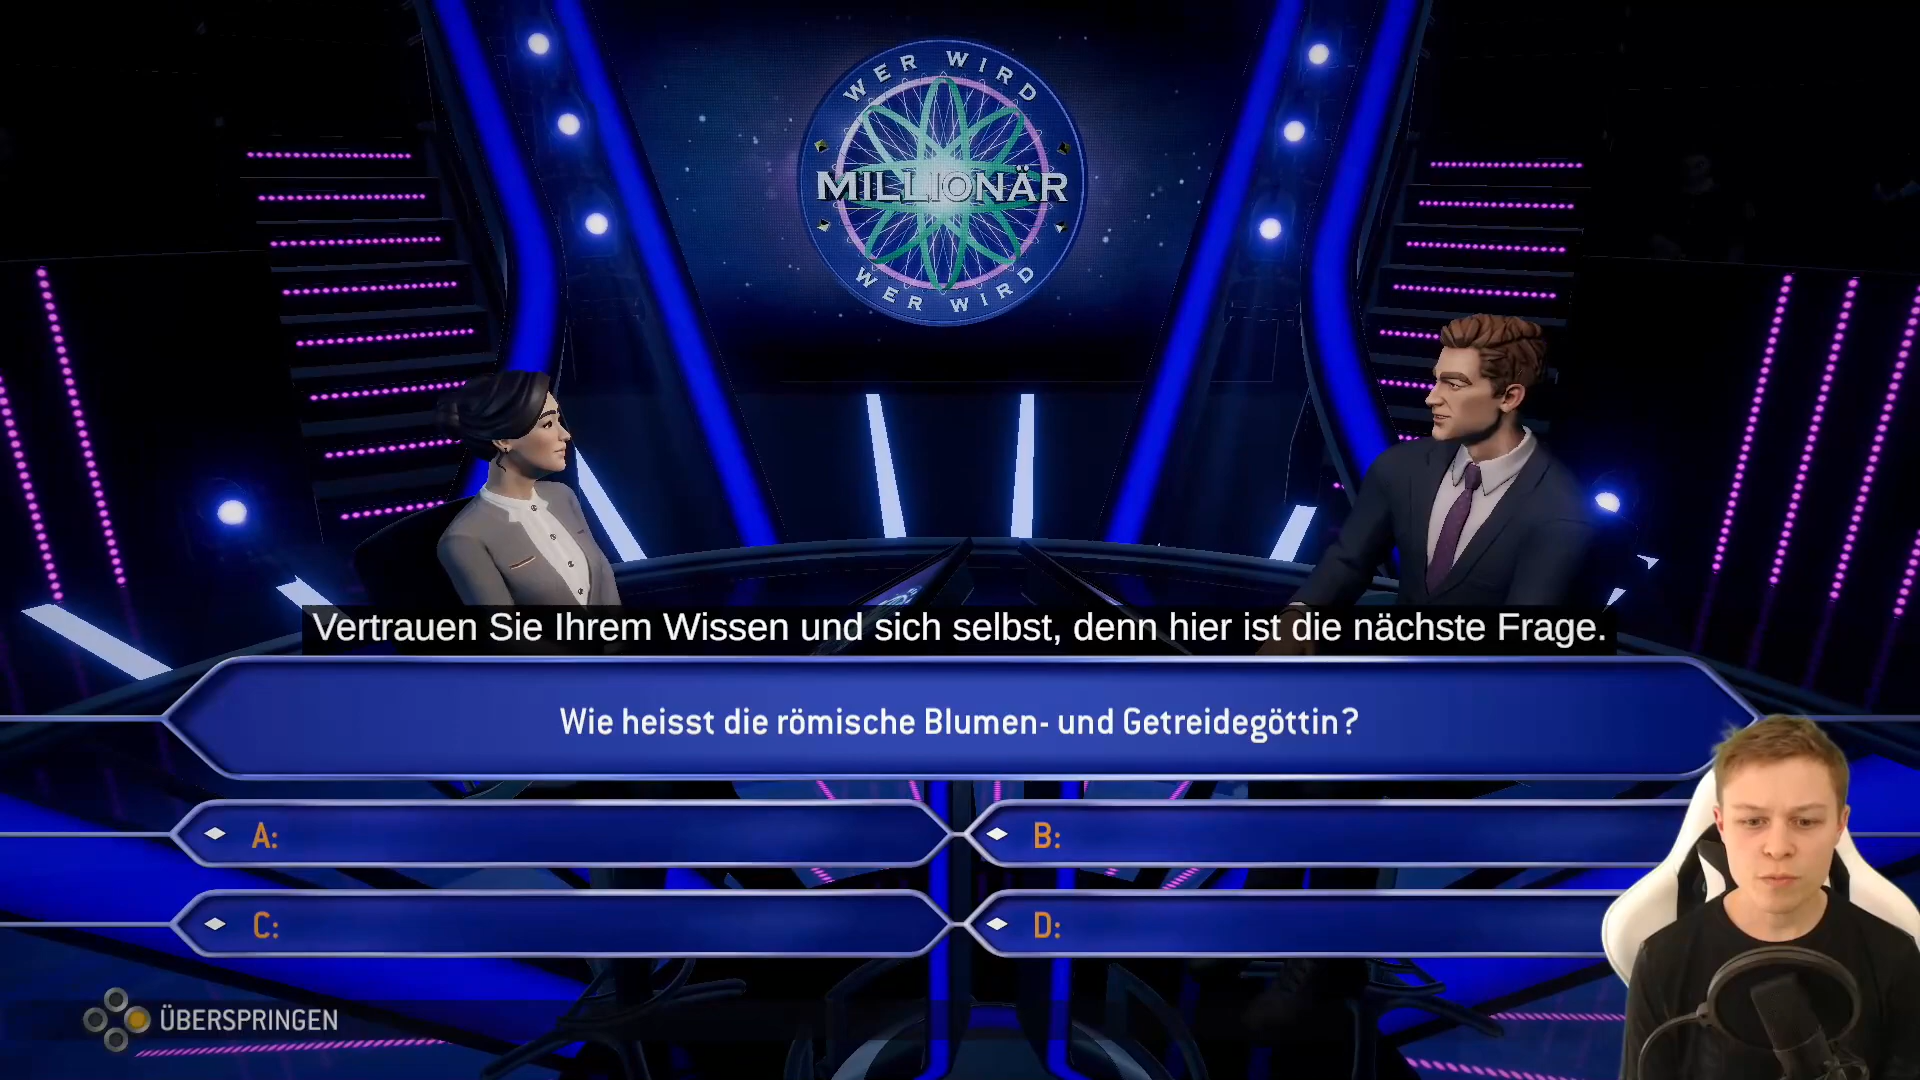 WER WIRD
MILLIONÄR
WER WIRD
Vertrauen Sie Ihrem Wissen und sich selbst, denn hier ist die nächste Frage.
Wie heisst die römische Blumen- und Getreidegöttin?
A:
B:
C:
D:
ÜBERSPRINGEN